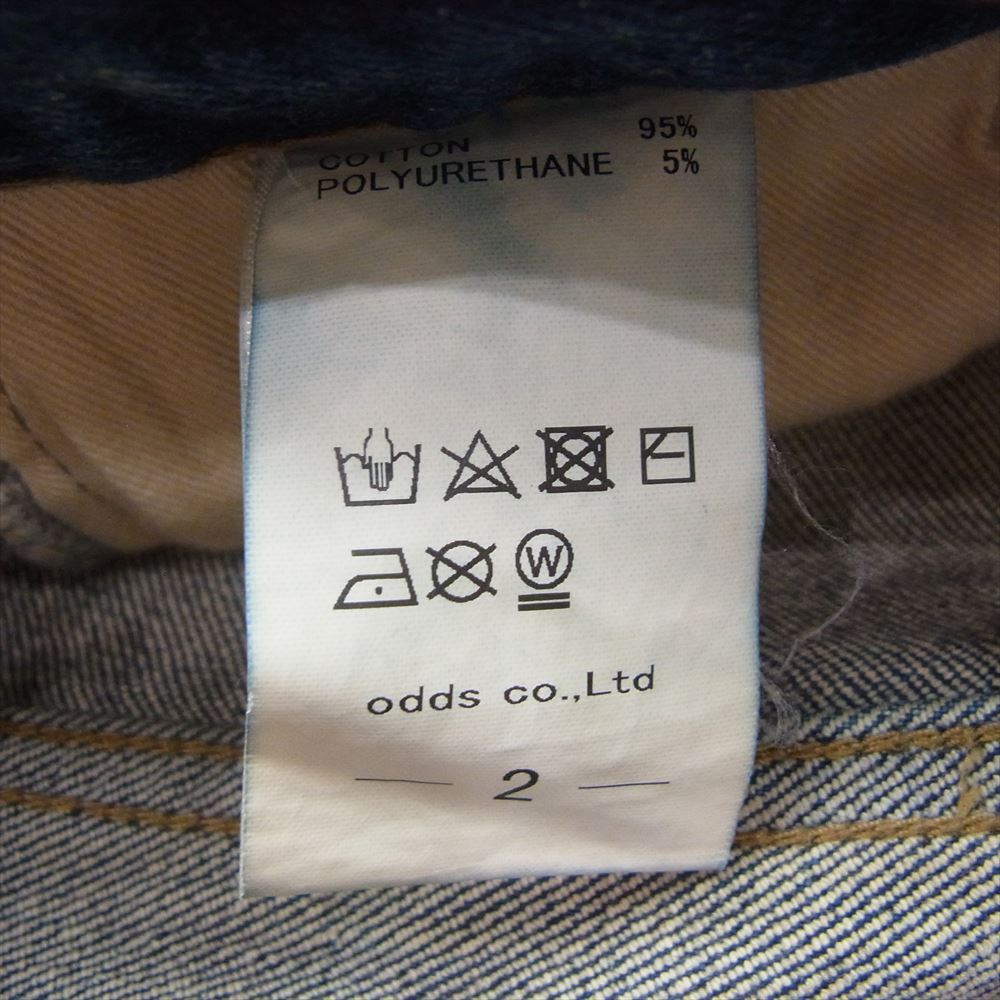 COTTON 95%
POLYURETHANE 5%
W
odds co.,Ltd
2